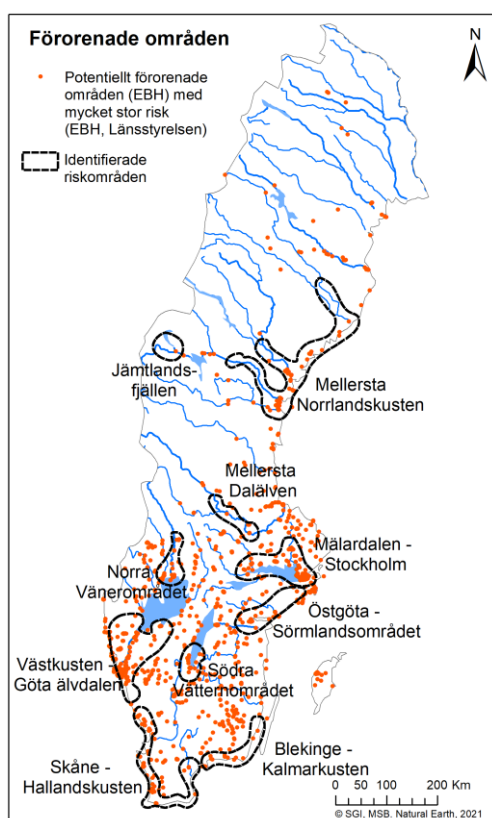 Förorenade områden
N
Potentiellt förorenade
områden (EBH) med
mycket stor risk
(EBH, Länsstyrelsen)
Identifierade
riskområden
Jämtlands-
fjällen
Mellersta
Norrlandskusten
Mellersta
Dalälven
Mälardalen -
Stockholm
Norra
Vänerområdet
Östgöta -
Sörmlandsområdet
Västkusten -
Göta älvdalen
Södra
Vätternområdet
Blekinge -
Kalmarkusten
Skåne -
Hallandskusten
0 50 100 200 Km
© SGI, MSB. Natural Earth, 2021